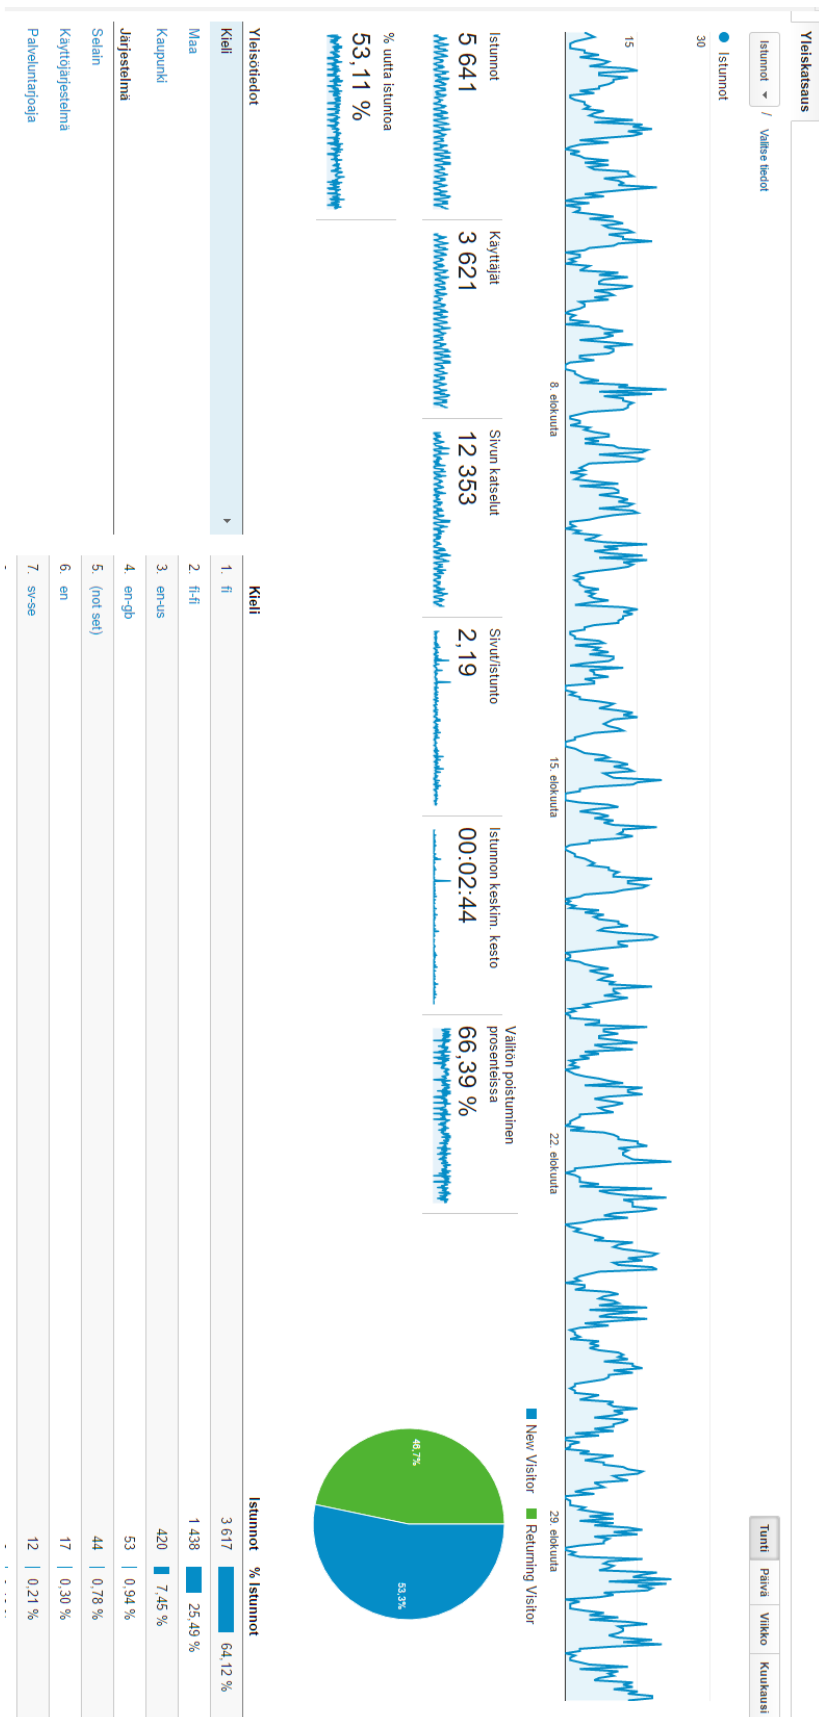 Yleiskatsaus
Istunnot / Valitse tiedot
Tunti Päivä Viikko Kuukausi
Istunnot
30
15
8. elokuuta 15. elokuuta 22. elokuuta 29. elokuuta
New Visitor Returning Visitor
Istunnot
5 641
Käyttäjät
3 621
Sivun katselut
12 353
Sivut/istunto
2,19
Istunnon keskim. kesto
00:02:44
Välitön poistuminen
prosenteissa
66,39 %
% uutta istuntoa
53,11 %
46,7%
53,3%
Yleisötiedot
Kieli
Maa
Kaupunki
Järjestelmä
Selain
Käyttöjärjestelmä
Palveluntarjoaja
Kieli Istunnot % Istunnot
1. fi 3 617 64,12 %
2. fi-fi 1 438 25,49 %
3. en-us 420 7,45 %
4. en-gb 53 0,94 %
5. (not set) 44 0,78 %
6. en 17 0,30 %
7. sv-se 12 0,21 %